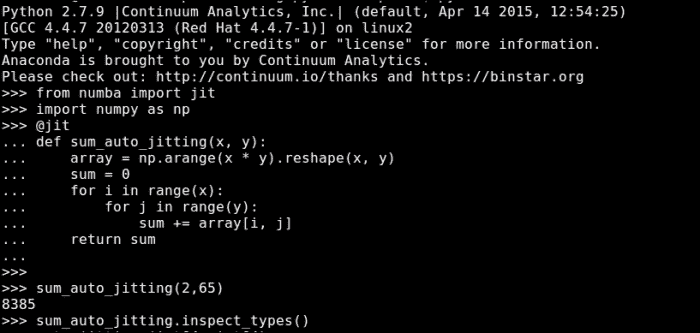 Python 2.7.9 |Continuum Analytics, Inc.| (default, Apr 14 2015, 12:54:25)
[GCC 4.4.7 20120313 (Red Hat 4.4.7-1)] on linux2
Type "help", "copyright", "credits" or "license" for more information.
Anaconda is brought to you by Continuum Analytics.
Please check out: http://continuum.io/thanks and https://binstar.org
>>> from numba import jit
>>> import numpy as np
>>> @jit
... def sum_auto_jitting(x, y):
...     array = np.arange(x * y).reshape(x, y)
...     sum = 0
...     for i in range(x):
...         for j in range(y):
...             sum += array[i, j]
...     return sum
...
>>>
>>> sum_auto_jitting(2,65)
8385
>>> sum_auto_jitting.inspect_types()